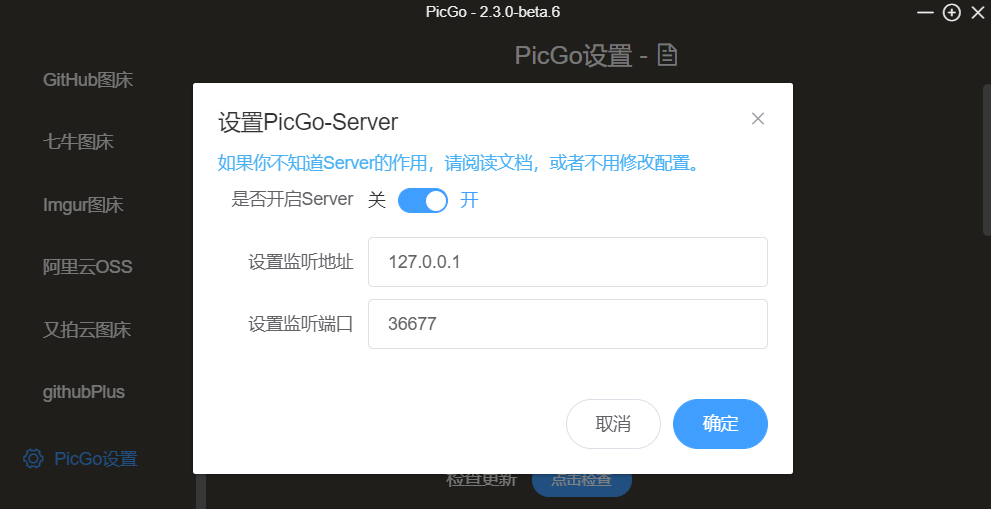 PicGo - 2.3.0-beta.6
PicGo设置 -
GitHub图床
七牛图床
Imgur图床
阿里云OSS
又拍云图床
githubPlus
PicGo设置
设置PicGo-Server
如果你不知道Server的作用，请阅读文档，或者不用修改配置。
是否开启Server 关 开
设置监听地址 127.0.0.1
设置监听端口 36677
取消 确定
检查更新 点击检查